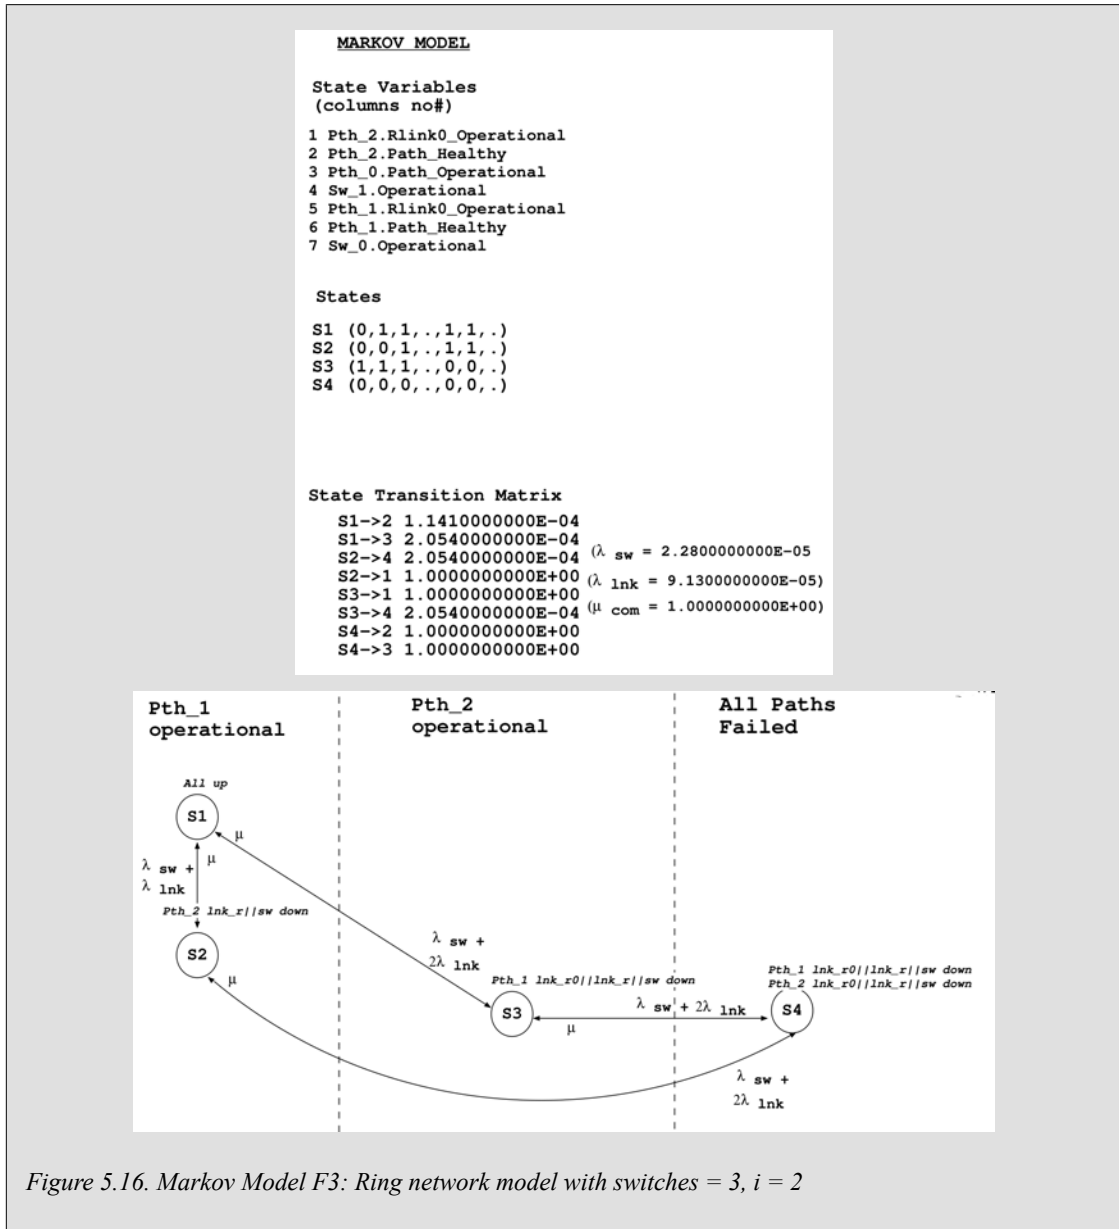 MARKOV MODEL
State Variables
(columns no#)
1 Pth_2.Rlink0_Operational
2 Pth_2.Path_Healthy
3 Pth_0.Path_Operational
4 Sw_1.Operational
5 Pth_1.Rlink0_Operational
6 Pth_1.Path_Healthy
7 Sw_0.Operational
States
S1 (0,1,1,.,1,1,.)
S2 (0,0,1,.,1,1,.)
S3 (1,1,1,.,0,0,.)
S4 (0,0,0,.,0,0,.)
State Transition Matrix
S1->2 1.1410000000E-04
S1->3 2.0540000000E-04
S2->4 2.0540000000E-04
S2->1 1.0000000000E+00
S3->1 1.0000000000E+00
S3->4 2.0540000000E-04
S4->2 1.0000000000E+00
S4->3 1.0000000000E+00
(λ sw = 2.2800000000E-05
(λ lnk = 9.1300000000E-05)
(μ com = 1.0000000000E+00)
Pth_1
operational
Pth_2
operational
All Paths
Failed
All up
S1
μ
λ sw +
λ lnk
μ
Pth_2 lnk_r||sw down
S2
μ
λ sw +
2λ lnk
Pth_1 lnk_r0||lnk_r||sw down
S3
μ
λ sw + 2λ lnk
Pth_1 lnk_r0||lnk_r||sw down
Pth_2 lnk_r0||lnk_r||sw down
S4
λ sw +
2λ lnk
Figure 5.16. Markov Model F3: Ring network model with switches = 3, i = 2